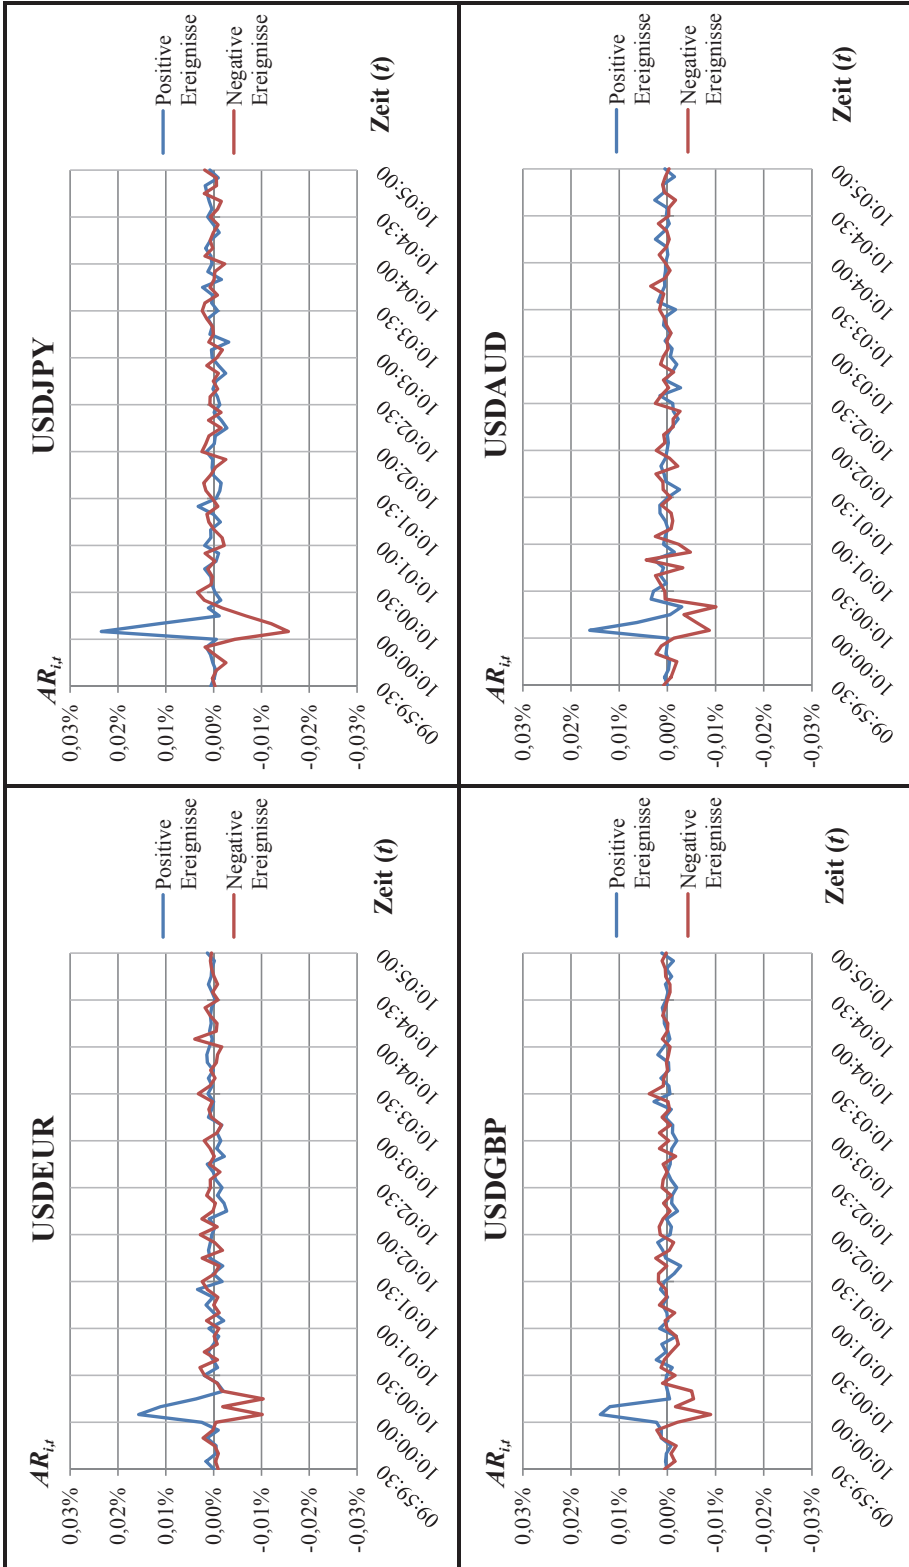 USDEUR
AR i,t
0,03%
0,02%
0,01%
0,00%
-0,01%
-0,02%
-0,03%
09:59:30
10:00:00
10:00:30
10:01:00
10:01:30
10:02:00
10:02:30
10:03:00
10:03:30
10:04:00
10:04:30
10:05:00
Zeit (t)
Positive
Ereignisse
Negative
Ereignisse
USDJPY
AR i,t
0,03%
0,02%
0,01%
0,00%
-0,01%
-0,02%
-0,03%
09:59:30
10:00:00
10:00:30
10:01:00
10:01:30
10:02:00
10:02:30
10:03:00
10:03:30
10:04:00
10:04:30
10:05:00
Zeit (t)
Positive
Ereignisse
Negative
Ereignisse
USDGBP
AR i,t
0,03%
0,02%
0,01%
0,00%
-0,01%
-0,02%
-0,03%
09:59:30
10:00:00
10:00:30
10:01:00
10:01:30
10:02:00
10:02:30
10:03:00
10:03:30
10:04:00
10:04:30
10:05:00
Zeit (t)
Positive
Ereignisse
Negative
Ereignisse
USDAUD
AR i,t
0,03%
0,02%
0,01%
0,00%
-0,01%
-0,02%
-0,03%
09:59:30
10:00:00
10:00:30
10:01:00
10:01:30
10:02:00
10:02:30
10:03:00
10:03:30
10:04:00
10:04:30
10:05:00
Zeit (t)
Positive
Ereignisse
Negative
Ereignisse